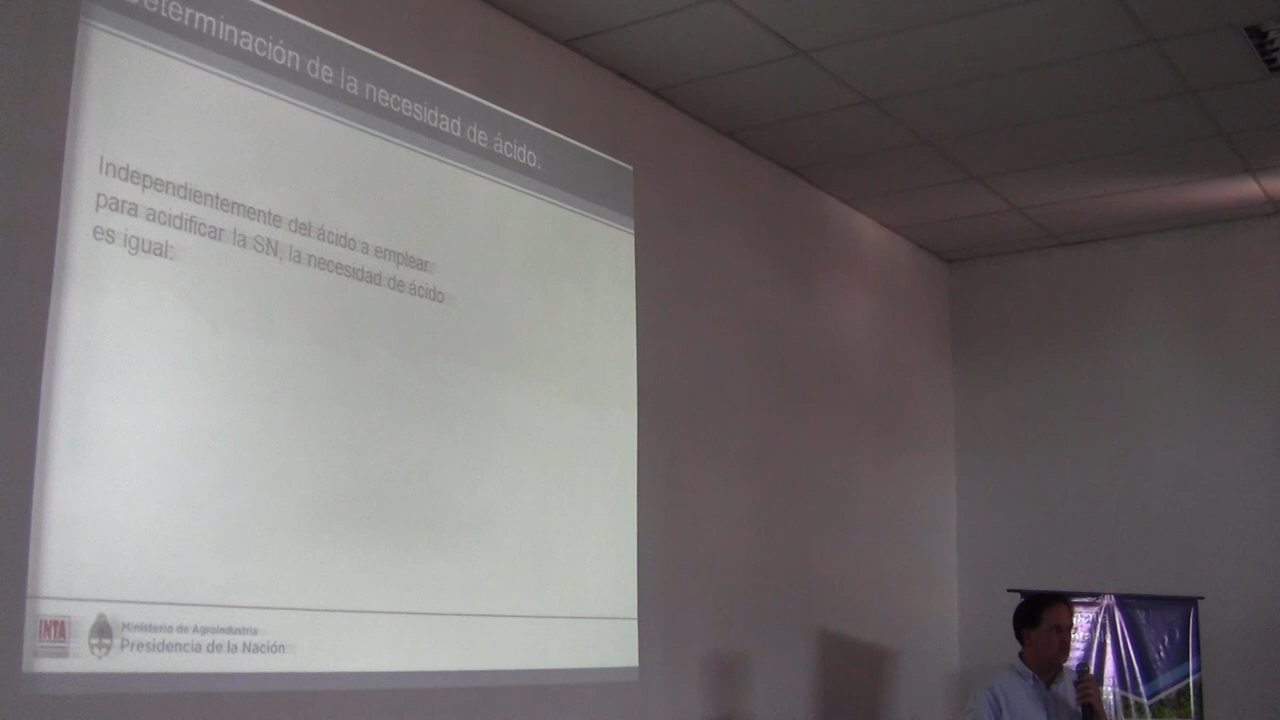 Determinación de la necesidad de ácido.
Independientemente del ácido a emplear
para acidificar la SN, la necesidad de ácido
es igual:
INTA
Ministerio de Agroindustria
Presidencia de la Nación